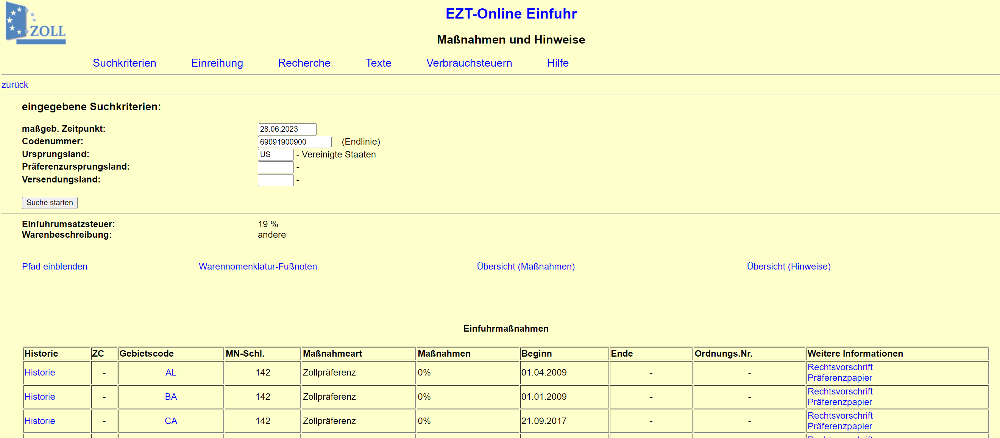 ZOLL
EZT-Online Einfuhr
Maßnahmen und Hinweise
Suchkriterien Einreihung Recherche Texte Verbrauchsteuern Hilfe
zurück
eingegebene Suchkriterien:
maßgeb. Zeitpunkt: 28.06.2023
Codenummer: 69091900900 (Endlinie)
Ursprungsland: US - Vereinigte Staaten
Präferenzursprungsland: -
Versendungsland: -
Suche starten
Einfuhrumsatzsteuer: 19 %
Warenbeschreibung: andere
Pfad einblenden Warennomenklatur-Fußnoten Übersicht (Maßnahmen) Übersicht (Hinweise)
Einfuhrmaßnahmen
Historie ZC Gebietscode MN-Schl. Maßnahmeart Maßnahmen Beginn Ende Ordnungs.Nr. Weitere Informationen
Historie - AL 142 Zollpräferenz 0% 01.04.2009 - - Rechtsvorschrift
Präferenzpapier
Historie - BA 142 Zollpräferenz 0% 01.01.2009 - - Rechtsvorschrift
Präferenzpapier
Historie - CA 142 Zollpräferenz 0% 21.09.2017 - - Rechtsvorschrift
Präferenzpapier